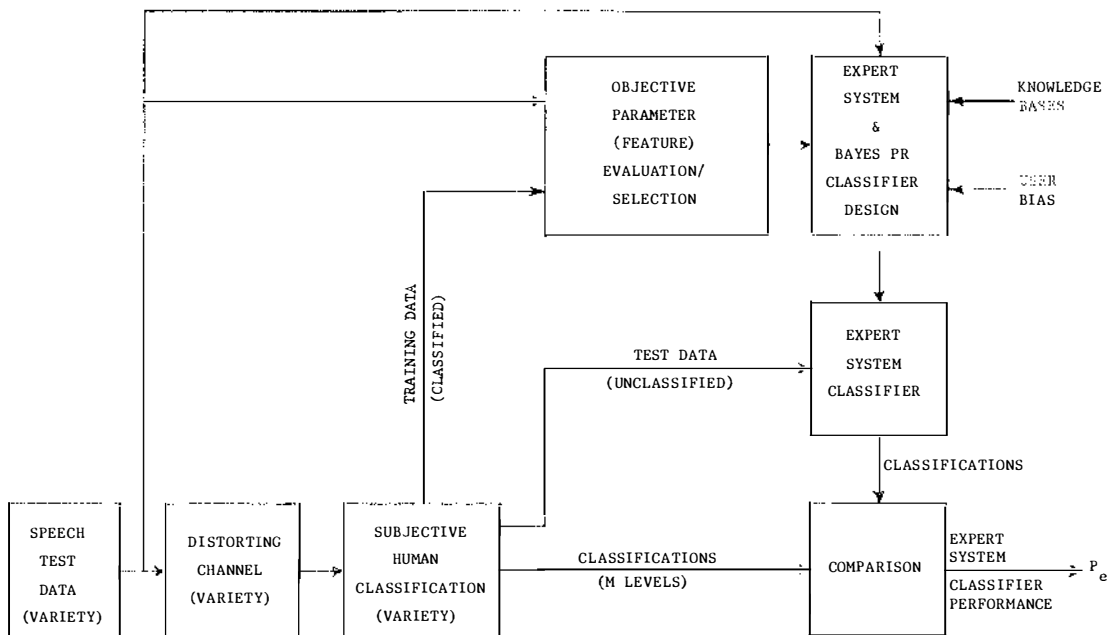 OBJECTIVE
PARAMETER
(FEATURE)
EVALUATION/
SELECTION
EXPERT
SYSTEM
&
BAYES PR
CLASSIFIER
DESIGN
KNOWLEDGE
BASES
USER
BIAS
TRAINING DATA
(CLASSIFIED)
TEST DATA
(UNCLASSIFIED)
EXPERT
SYSTEM
CLASSIFIER
CLASSIFICATIONS
SPEECH
TEST
DATA
(VARIETY)
DISTORTING
CHANNEL
(VARIETY)
SUBJECTIVE
HUMAN
CLASSIFICATION
(VARIETY)
CLASSIFICATIONS
(M LEVELS)
COMPARISON
EXPERT
SYSTEM
CLASSIFIER
PERFORMANCE
Pe